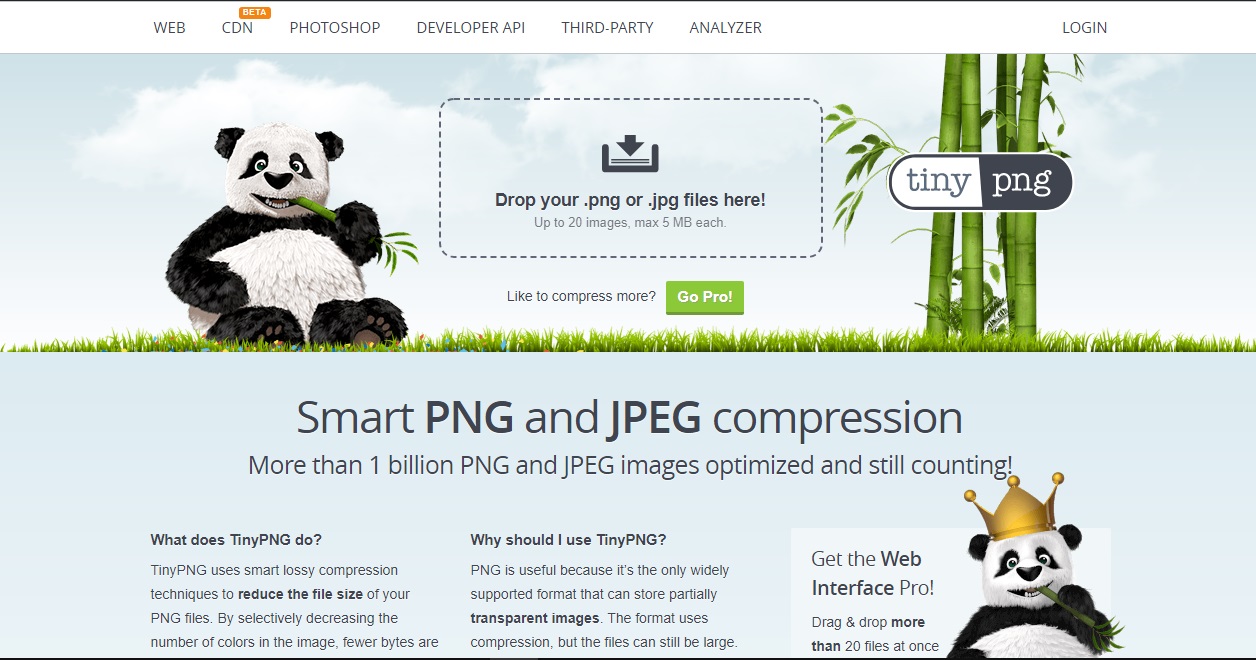 WEB
CDN
BETA
PHOTOSHOP
DEVELOPER API
THIRD-PARTY
ANALYZER
LOGIN
Drop your .png or .jpg files here!
Up to 20 images, max 5 MB each.
tiny png
Like to compress more?
Go Pro!
Smart PNG and JPEG compression
More than 1 billion PNG and JPEG images optimized and still counting!
What does TinyPNG do?
TinyPNG uses smart lossy compression
techniques to reduce the file size of your
PNG files. By selectively decreasing the
number of colors in the image, fewer bytes are
Why should I use TinyPNG?
PNG is useful because it's the only widely
supported format that can store partially
transparent images. The format uses
compression, but the files can still be large.
Get the Web
Interface Pro!
Drag & drop more
than 20 files at once